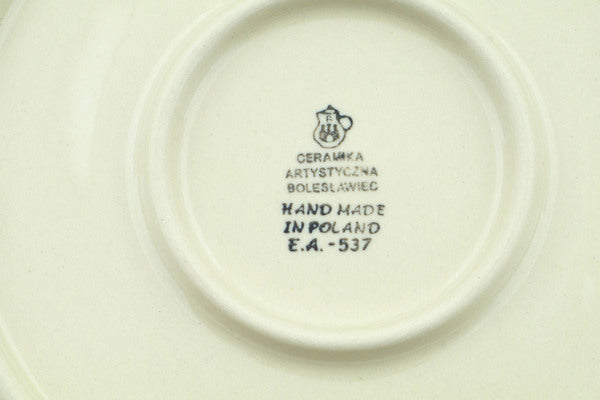 CERAMIKA
ARTYSTYCZNA
BOLESŁAWIEC
HAND MADE
IN POLAND
E.A.-537